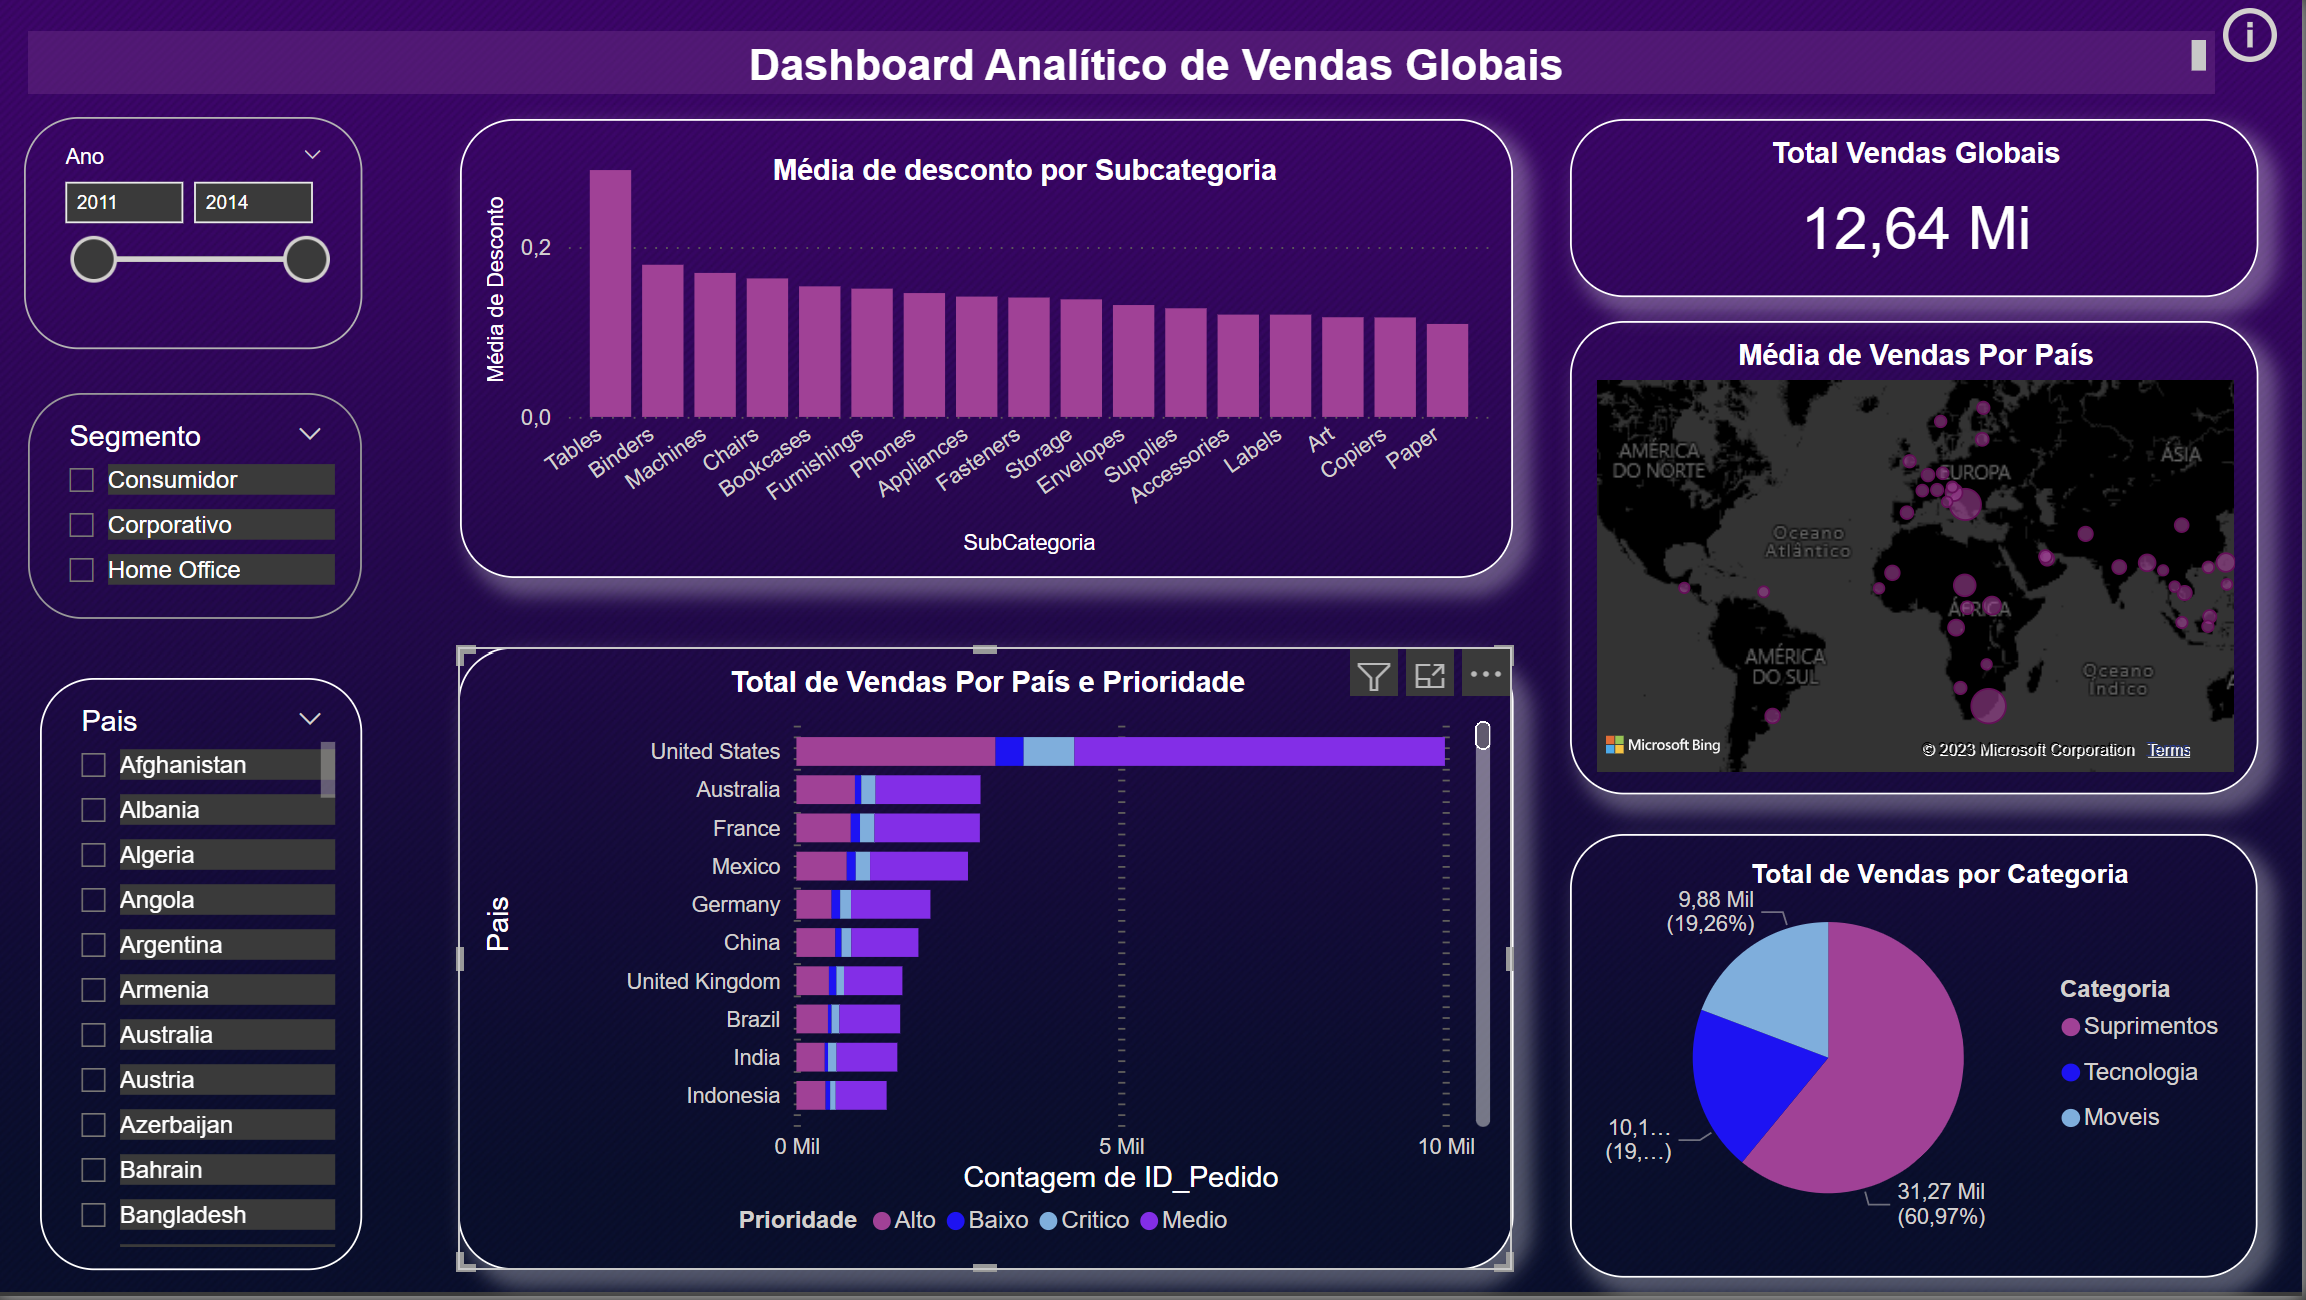 Dashboard Analítico de Vendas Globais
Ano
2011
2014
Segmento
Consumidor
Corporativo
Home Office
Pais
Afghanistan
Albania
Algeria
Angola
Argentina
Armenia
Australia
Austria
Azerbaijan
Bahrain
Bangladesh
Média de desconto por Subcategoria
Média de Desconto
0,2
0,0
Tables
Binders
Machines
Chairs
Bookcases
Furnishings
Phones
Appliances
Fasteners
Storage
Envelopes
Supplies
Accessories
Labels
Art
Copiers
Paper
SubCategoria
Total de Vendas Por País e Prioridade
Pais
United States
Australia
France
Mexico
Germany
China
United Kingdom
Brazil
India
Indonesia
0 Mil
5 Mil
10 Mil
Contagem de ID_Pedido
Prioridade Alto Baixo Critico Medio
Total Vendas Globais
12,64 Mi
Média de Vendas Por País
AMÉRICA
DO NORTE
EUROPA
ÁSIA
Oceano
Atlântico
ÁFRICA
AMÉRICA
DO SUL
Oceano
Índico
A
Microsoft Bing
© 2023 Microsoft Corporation Terms
Total de Vendas por Categoria
9,88 Mil
(19,26%)
10,1...
(19,...)
31,27 Mil
(60,97%)
Categoria
Suprimentos
Tecnologia
Moveis